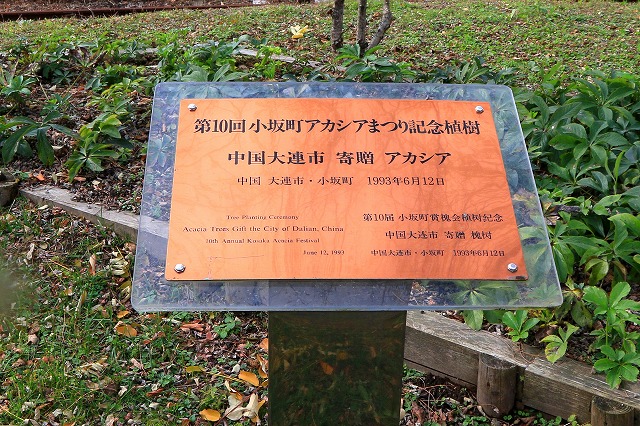 第10回小坂町アカシアまつり記念植樹
中国大連市 寄贈 アカシア
中国 大連市・小坂町 1993年6月12日
Tree Planting Ceremony
Acacia Trees Gift the City of Dalian, China
10th Annual Kosaka Acacia Festival
June 12, 1993
第10届 小坂町赏槐会植树纪念
中国大连市 寄赠 槐树
中国大连市・小坂町 1993年6月12日